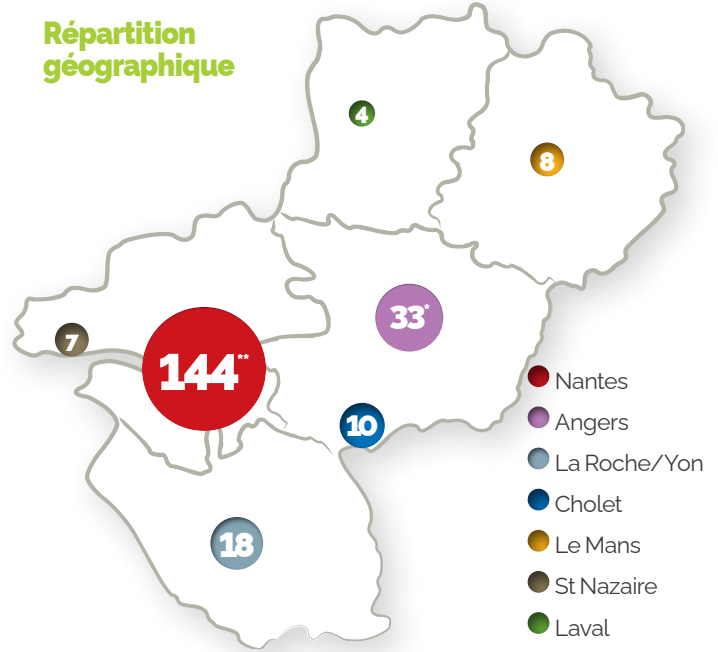 Répartition
géographique
4
8
33*
7
144**
10
18
Nantes
Angers
La Roche/Yon
Cholet
Le Mans
St Nazaire
Laval